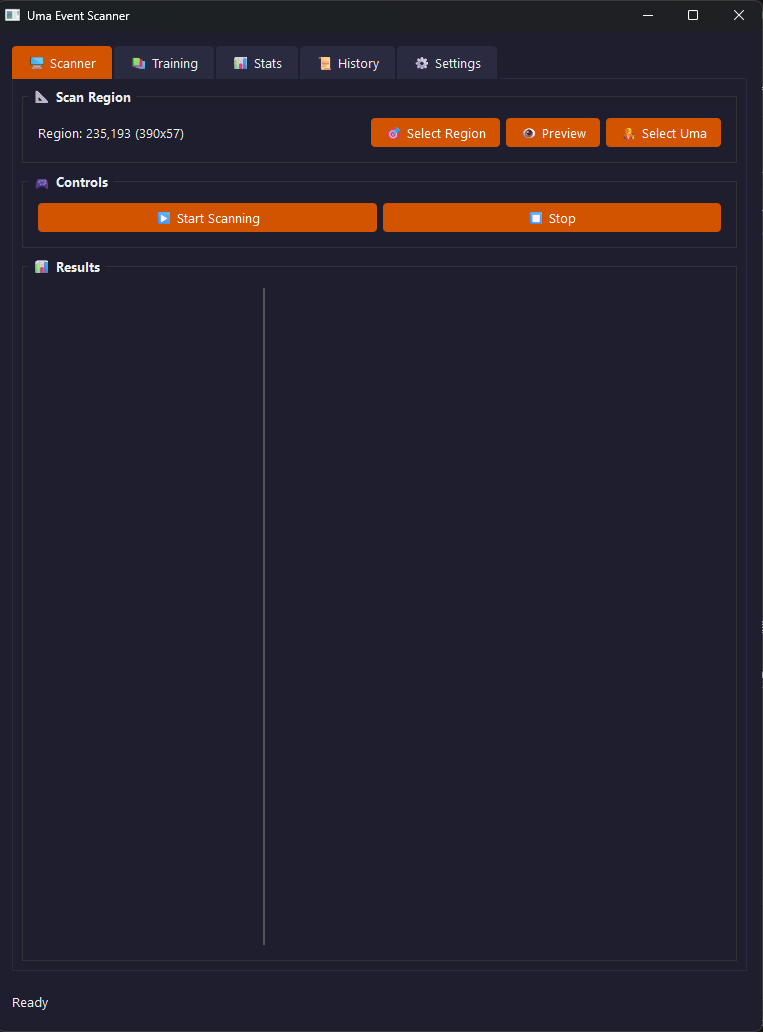 Uma Event Scanner
Scanner Training Stats History Settings
Scan Region
Region: 235,193 (390x57) Select Region Preview Select Uma
Controls
Start Scanning Stop
Results
Ready